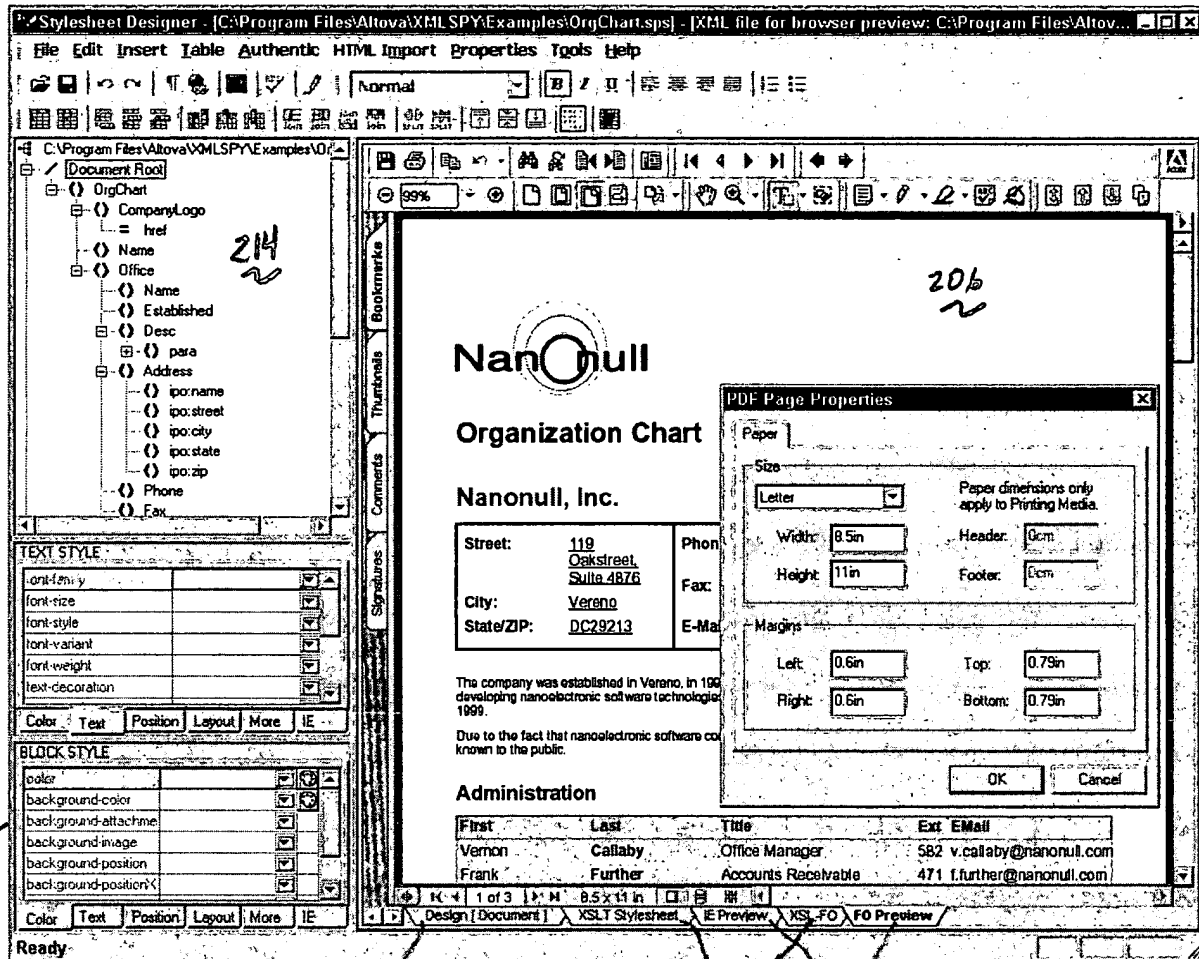 Stylesheet Designer - [C:\Program Files\Altova\XMLSPY\Examples\OrgChart.sps] - [XML file for browser preview: C:\Program Files\Altov...
File Edit Insert Table Authentic HTML Import Properties Tools Help
Normal
C:\Program Files\Altova\XMLSPY\Examples\Or
Document Root
OrgChart
CompanyLogo
= href
Name
Office
Name
Established
Desc
para
Address
ipo:name
ipo:street
ipo:city
ipo:state
ipo:zip
Phone
Fax
214
TEXT STYLE
font-size
font-style
font-variant
font-weight
text-decoration
Color Text Position Layout More IE
BLOCK STYLE
color
background-color
background-attachme
background-image
background-position
background-positionX
Color Text Position Layout More IE
Ready
99%
Bookmarks
Thumbnails
Comments
Signatures
206
Nanonull
Organization Chart
Nanonull, Inc.
Street: 119 Oakstreet, Suite 4876
City: Vereno
State/ZIP: DC29213
Phon
Fax:
E-Ma
The company was established in Vereno, in 199
developing nanoelectronic software technologie
1999.
Due to the fact that nanoelectronic software co
known to the public.
Administration
First Last Title Ext EMail
Vernon Callaby Office Manager 582 v.callaby@nanonull.com
Frank Further Accounts Receivable 471 f.further@nanonull.com
PDF Page Properties
Paper
Size
Letter
Paper dimensions only
apply to Printing Media.
Width: 8.5in Header: 0cm
Height: 11in Footer: 0cm
Margins
Left: 0.6in Top: 0.79in
Right: 0.6in Bottom: 0.79in
OK Cancel
1 of 3 8.5 x 11 in
Design [Document] XSLT Stylesheet IE Preview XSL-FO FO Preview